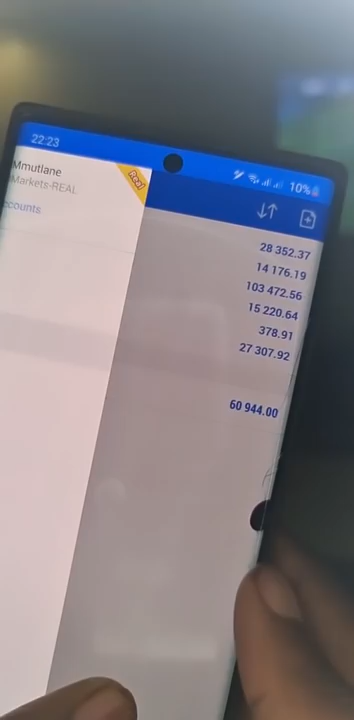 22:23
10%
Mmutlane
Markets-REAL
Real
ccounts
28 352.37
14 176.19
103 472.56
15 220.64
378.91
27 307.92
60 944.00